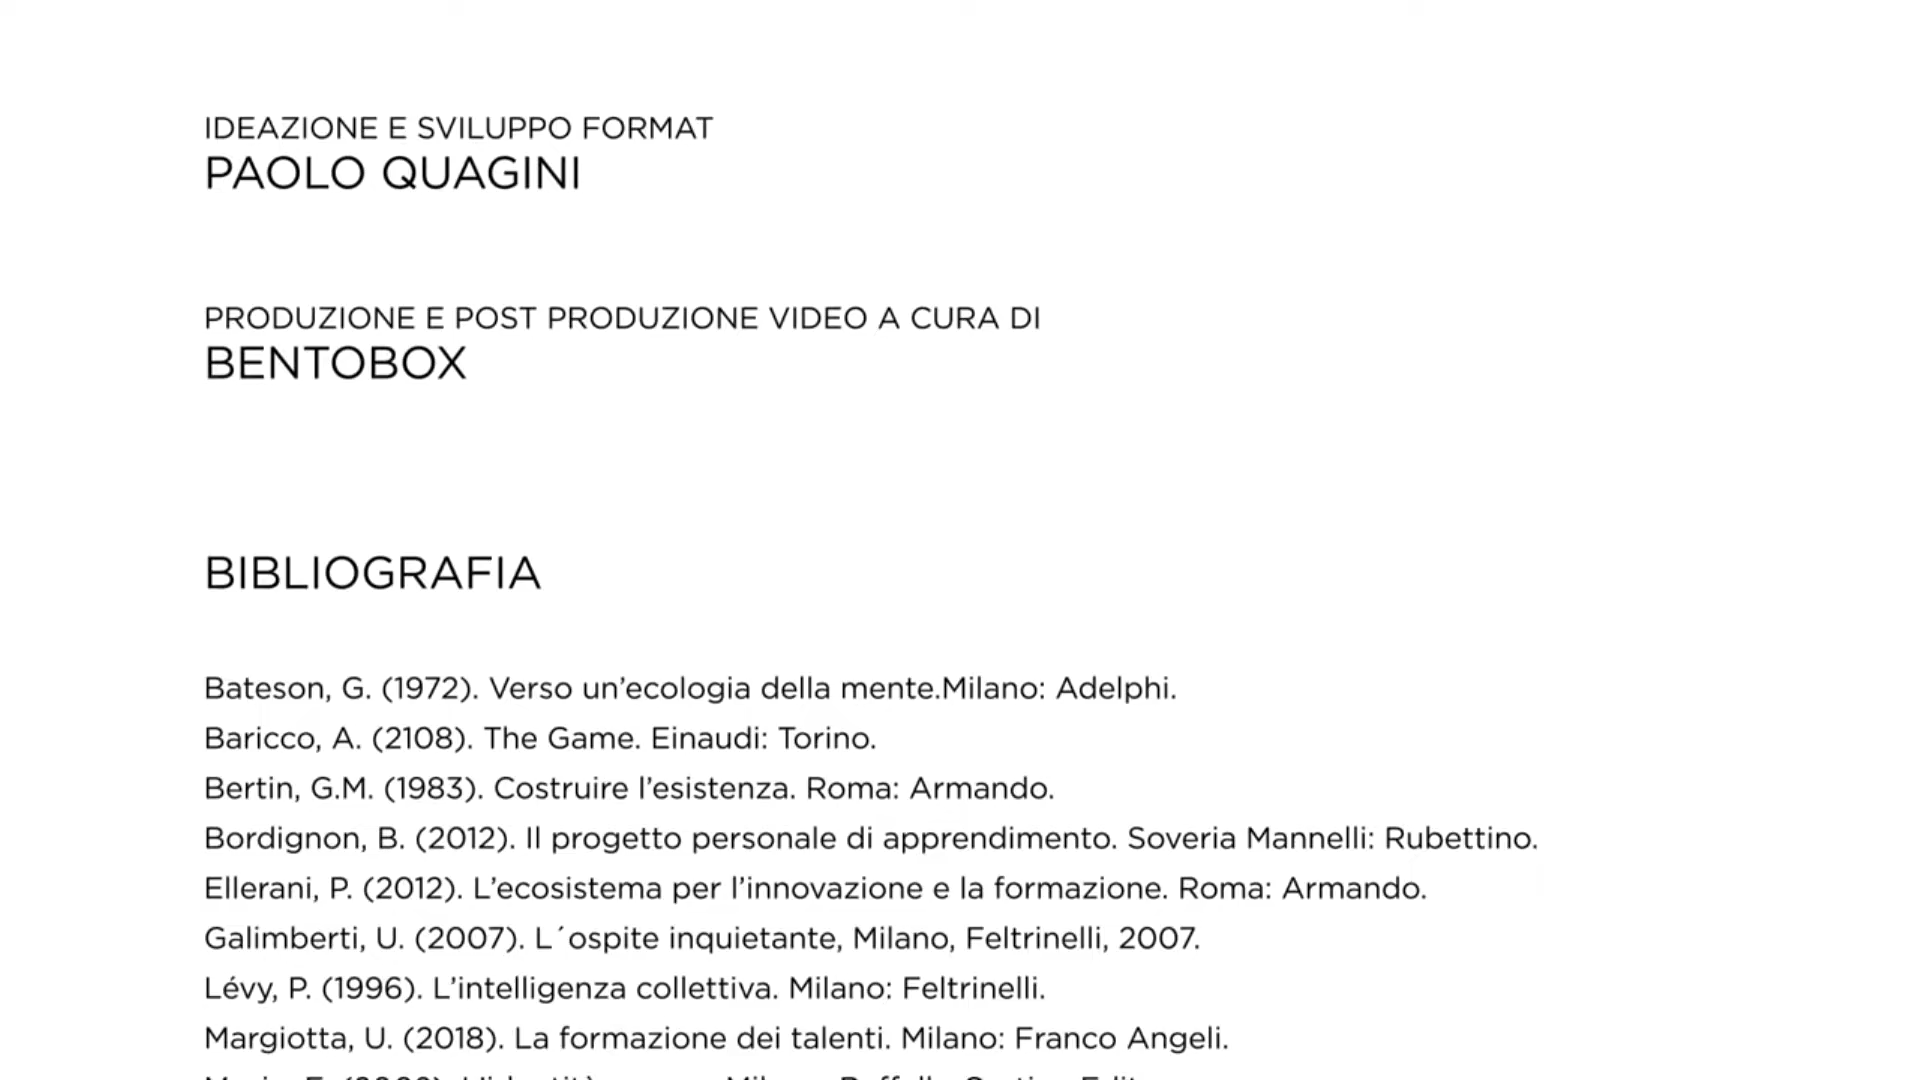 IDEAZIONE E SVILUPPO FORMAT
PAOLO QUAGINI
PRODUZIONE E POST PRODUZIONE VIDEO A CURA DI
BENTOBOX
BIBLIOGRAFIA
Bateson, G. (1972). Verso un’ecologia della mente.Milano: Adelphi.
Baricco, A. (2108). The Game. Einaudi: Torino.
Bertin, G.M. (1983). Costruire l’esistenza. Roma: Armando.
Bordignon, B. (2012). Il progetto personale di apprendimento. Soveria Mannelli: Rubettino.
Ellerani, P. (2012). L’ecosistema per l’innovazione e la formazione. Roma: Armando.
Galimberti, U. (2007). L´ospite inquietante, Milano, Feltrinelli, 2007.
Lévy, P. (1996). L’intelligenza collettiva. Milano: Feltrinelli.
Margiotta, U. (2018). La formazione dei talenti. Milano: Franco Angeli.